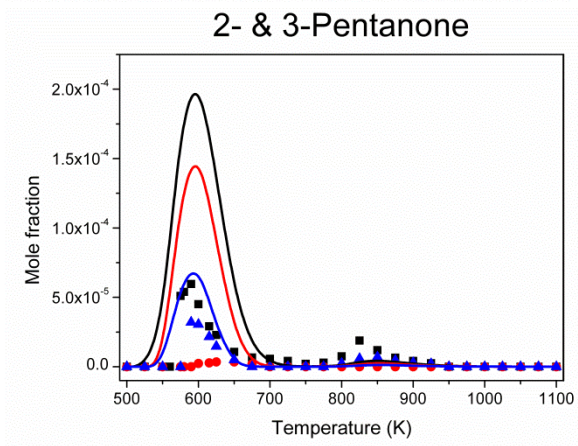 2- & 3-Pentanone
2.0x10⁻⁴
1.5x10⁻⁴
1.0x10⁻⁴
5.0x10⁻⁵
0.0
Mole fraction
500 600 700 800 900 1000 1100
Temperature (K)